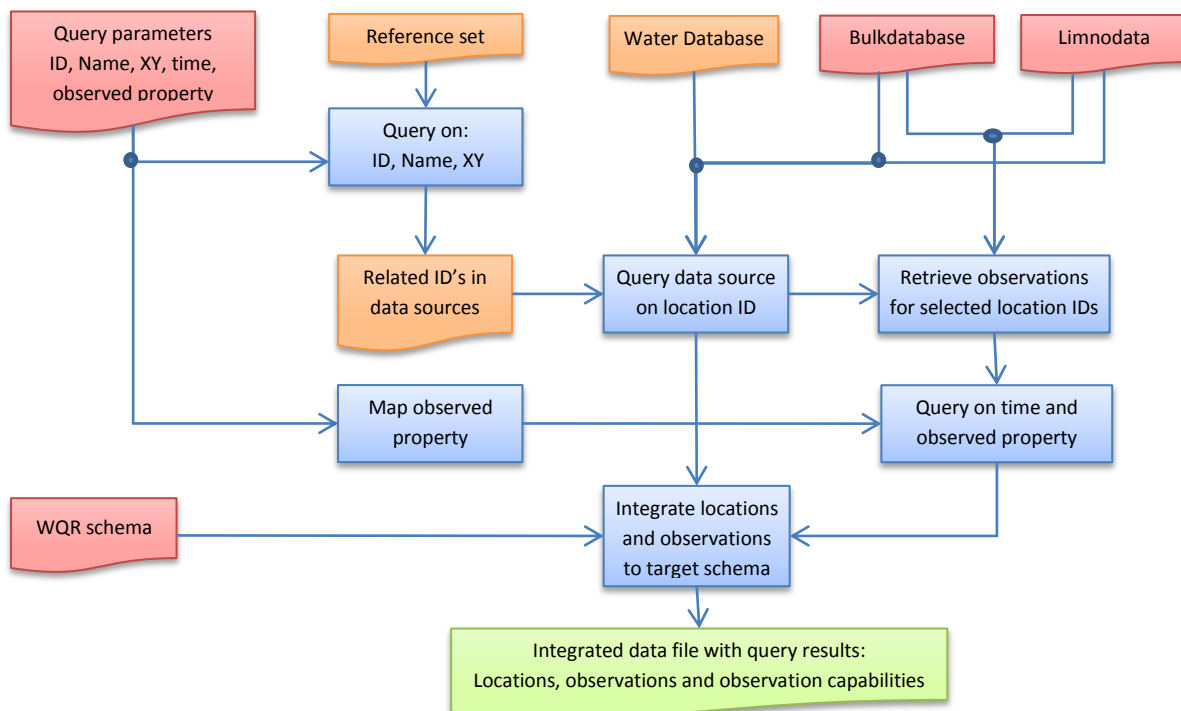 Query parameters
ID, Name, XY, time,
observed property
Reference set
Water Database
Bulkdatabase
Limnodata
Query on:
ID, Name, XY
Related ID's in
data sources
Query data source
on location ID
Retrieve observations
for selected location IDs
Map observed
property
Query on time and
observed property
WQR schema
Integrate locations
and observations
to target schema
Integrated data file with query results:
Locations, observations and observation capabilities